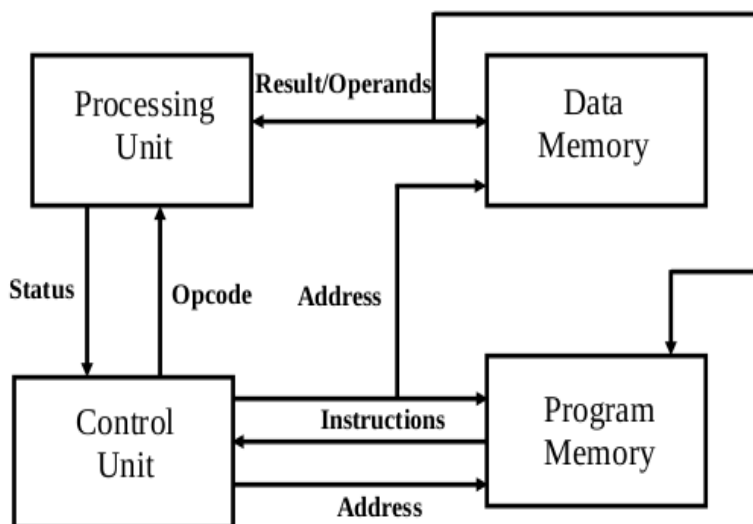 Processing
Unit
Result/Operands
Data
Memory
Status
Opcode
Address
Control
Unit
Instructions
Program
Memory
Address